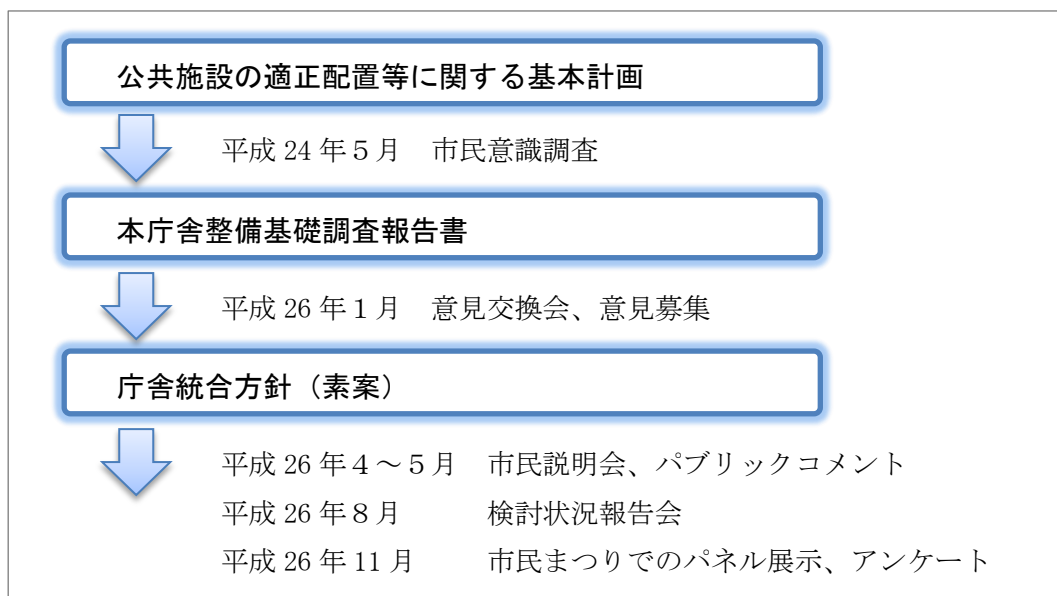 公共施設の適正配置等に関する基本計画
平成 24 年５月　市民意識調査
本庁舎整備基礎調査報告書
平成 26 年１月　意見交換会、意見募集
庁舎統合方針（素案）
平成 26 年４～５月　市民説明会、パブリックコメント
平成 26 年８月　　　検討状況報告会
平成 26 年 11 月　　　市民まつりでのパネル展示、アンケート